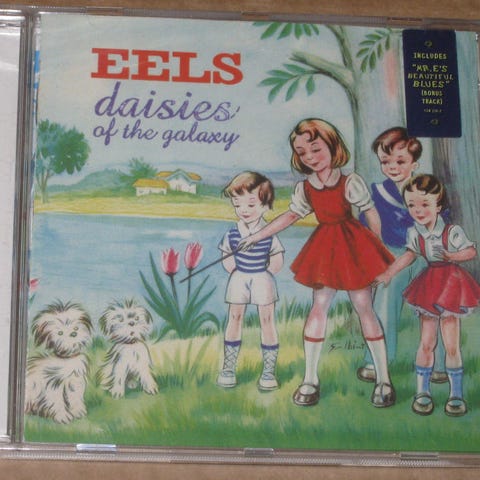 EELS
daisies
of the galaxy
INCLUDES
"MR. E'S
BEAUTIFUL
BLUES"
(BONUS
TRACK)